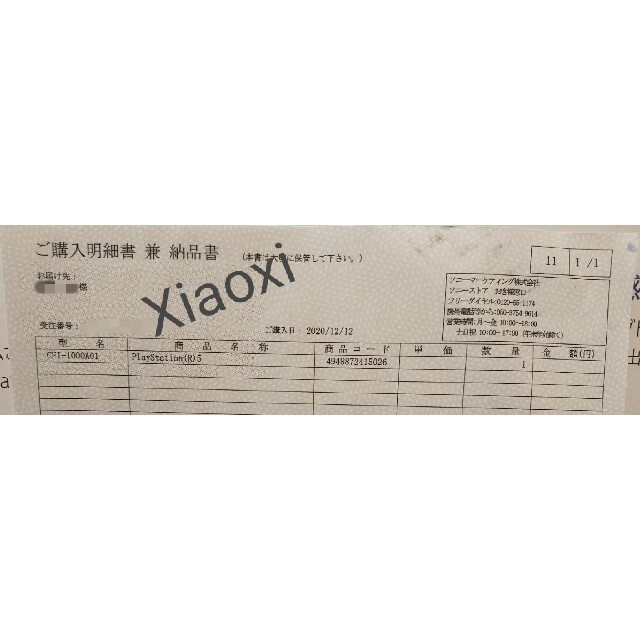 ご購入明細書 兼 納品書
(本書は大切に保管して下さい。)
11 1/1
お届け先:
様
Xiaoxi
ソニーマーケティング株式会社
ソニーストア お客様窓口
フリーダイヤル:0120-55-1174
携帯電話等から:050-3754-9614
営業時間:月~金 10:00~18:00
土日祝 10:00~17:00 (年末年始除く)
受注番号:
ご購入日: 2020/12/12
型 名 商 品 名 称 商品コード 単 価 数 量 金 額(円)
CFI-1000A01 PlayStation(R)5 4948872415026 1